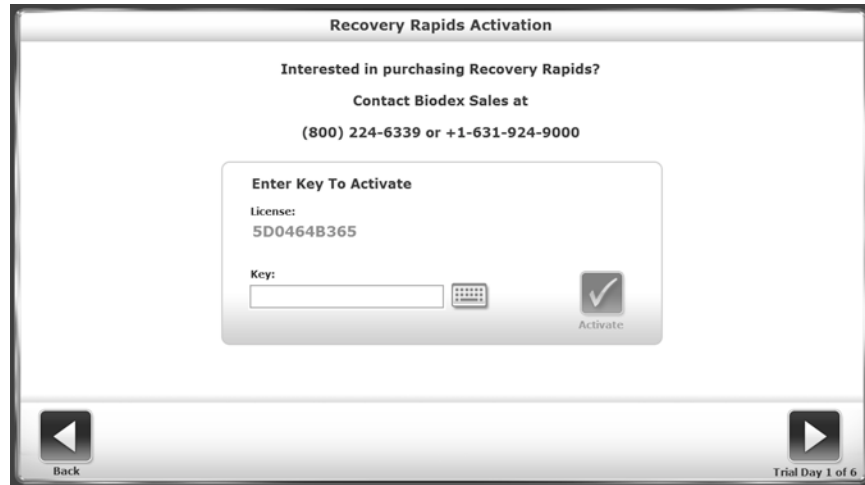 Recovery Rapids Activation
Interested in purchasing Recovery Rapids?
Contact Biodex Sales at
(800) 224-6339 or +1-631-924-9000
Enter Key To Activate
License:
5D0464B365
Key:
Activate
Back
Trial Day 1 of 6